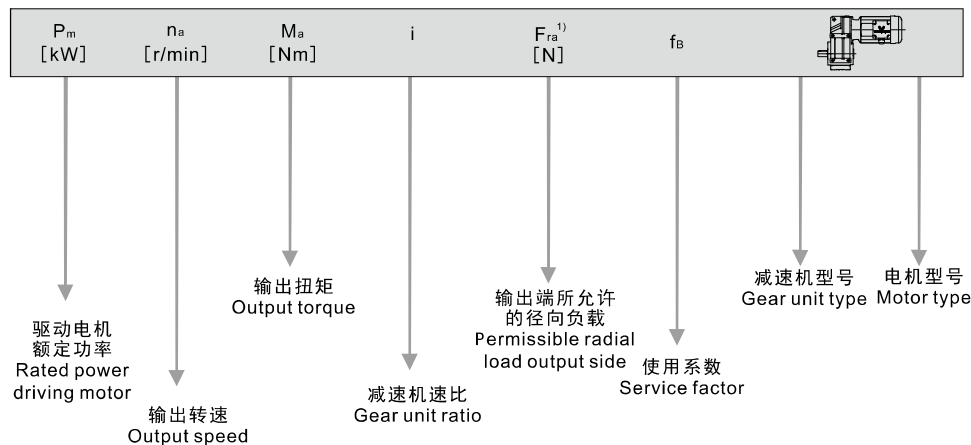 Pm na Ma i Fra1) fB
[kW] [r/min] [Nm] [N]
驱动电机
额定功率
Rated power
driving motor
输出转速
Output speed
输出扭矩
Output torque
减速机速比
Gear unit ratio
输出端所允许
的径向负载
Permissible radial
load output side
使用系数
Service factor
减速机型号
Gear unit type
电机型号
Motor type